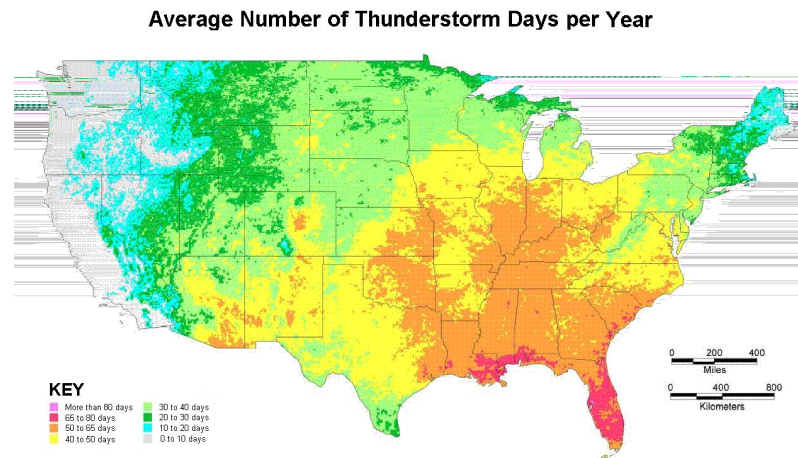 Average Number of Thunderstorm Days per Year
KEY
More than 80 days
65 to 80 days
50 to 65 days
40 to 50 days
30 to 40 days
20 to 30 days
10 to 20 days
0 to 10 days
0 200 400
Miles
0 400 800
Kilometers